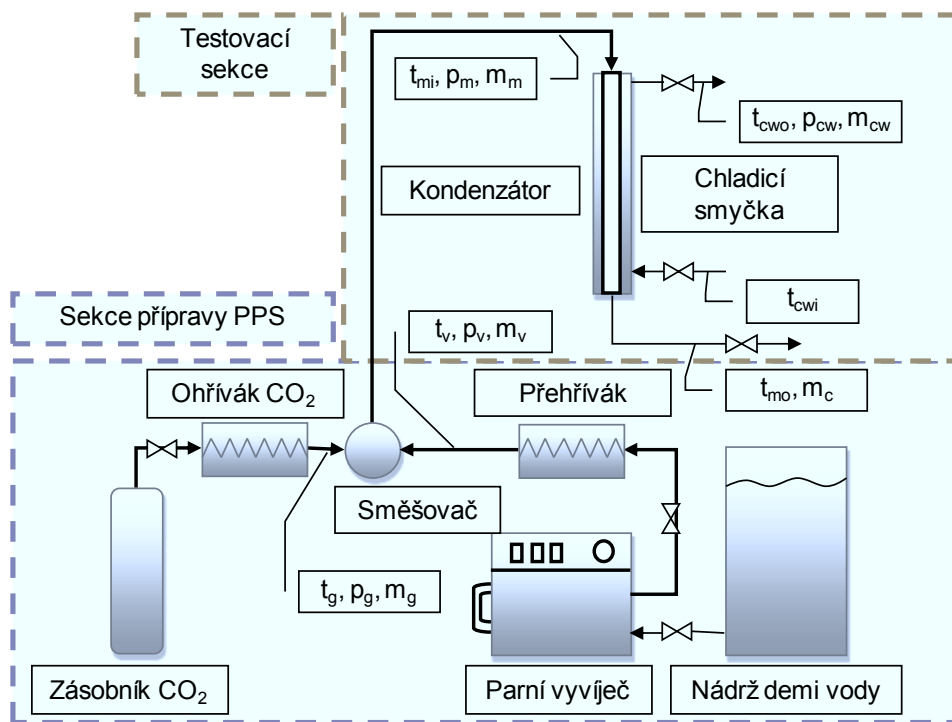 Testovací
sekce
t_mi, p_m, m_m
t_cwo, p_cw, m_cw
Kondenzátor
Chladicí
smyčka
t_cwi
Sekce přípravy PPS
t_v, p_v, m_v
t_mo, m_c
Ohřívák CO₂
Přehřívák
Směšovač
t_g, p_g, m_g
Zásobník CO₂
Parní vyvíječ
Nádrž demi vody